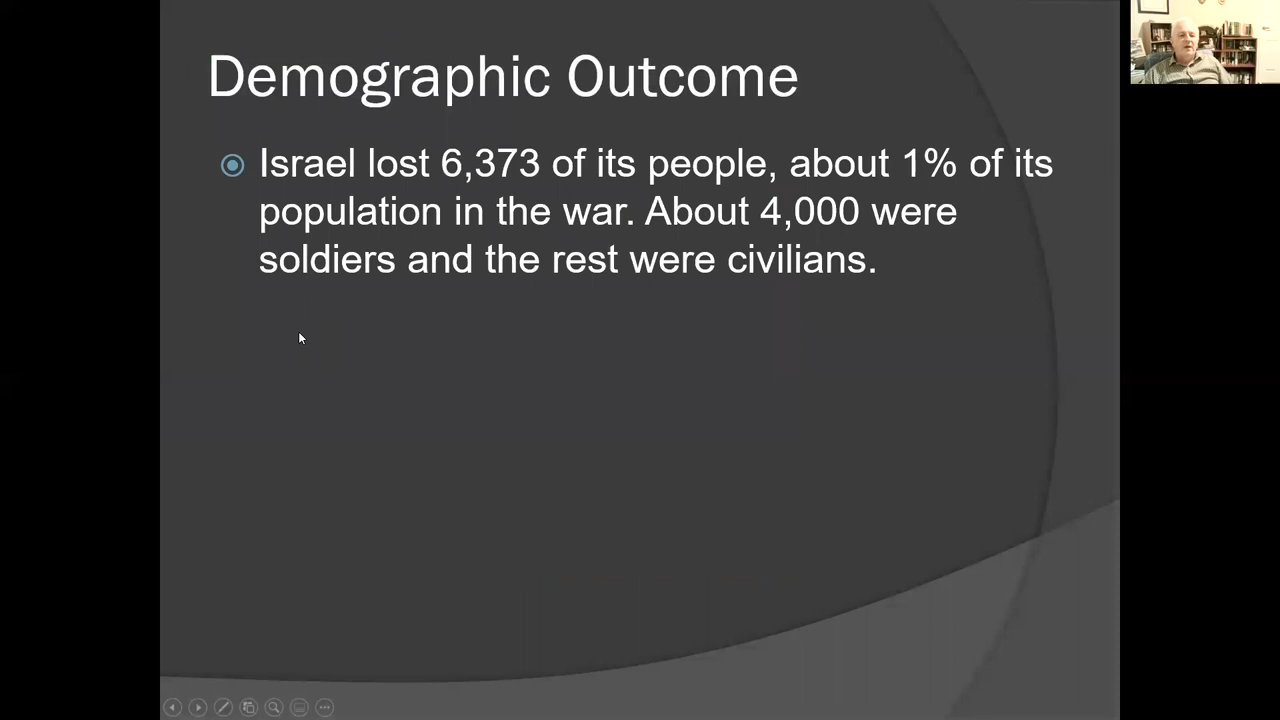 Demographic Outcome
Israel lost 6,373 of its people, about 1% of its
population in the war. About 4,000 were
soldiers and the rest were civilians.